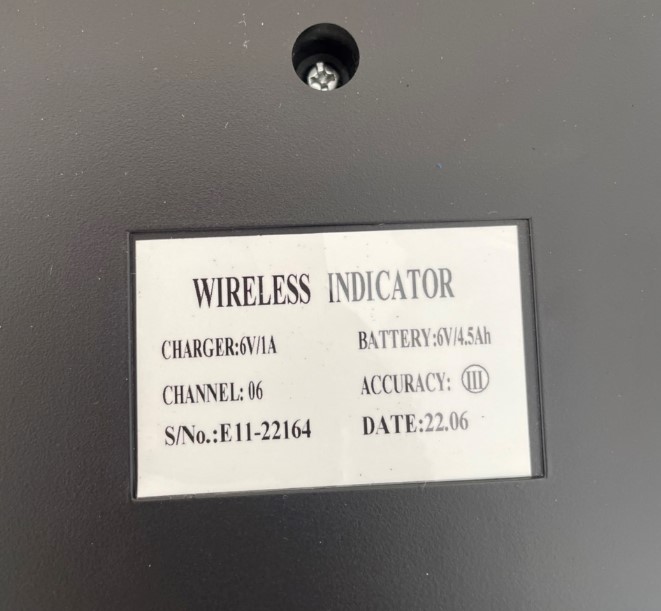 WIRELESS INDICATOR
CHARGER:6V/1A BATTERY:6V/4.5Ah
CHANNEL: 06 ACCURACY: Ⅲ
S/No.:E11-22164 DATE:22.06